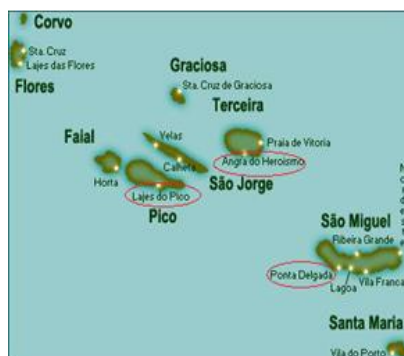 Corvo
Sta. Cruz
Lajes das Flores
Flores
Graciosa
Sta. Cruz de Graciosa
Terceira
Praia de Vitoria
Angra do Heroismo
Faial
Horta
Velas
Calheta
São Jorge
Lajes do Pico
Pico
São Miguel
Ribeira Grande
Ponta Delgada
Lagoa
Vila Franca
Santa Maria
Vila do Porto